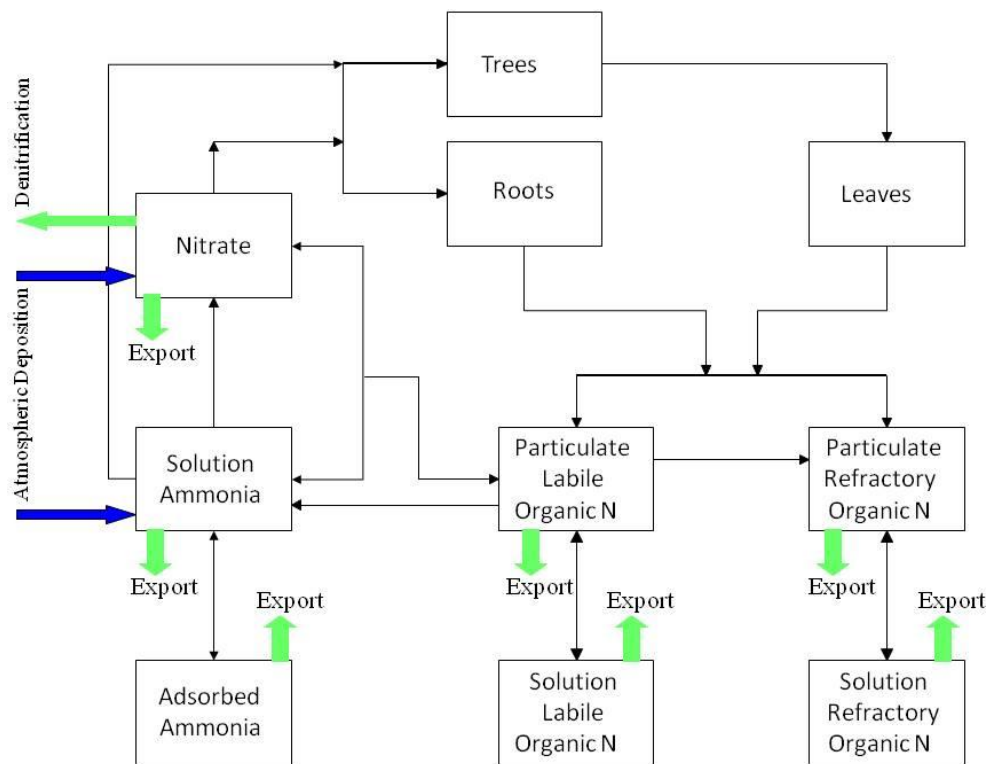 Trees
Denitrification
Roots
Leaves
Nitrate
Export
Atmospheric Deposition
Solution
Ammonia
Particulate
Labile
Organic N
Particulate
Refractory
Organic N
Export
Export
Export
Export
Export
Export
Adsorbed
Ammonia
Solution
Labile
Organic N
Solution
Refractory
Organic N